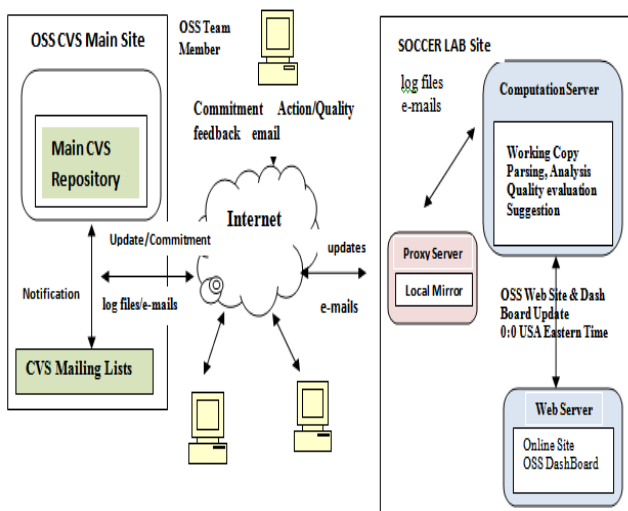 OSS CVS Main Site
Main CVS
Repository
Notification
CVS Mailing Lists
Update/Commitment
log files/e-mails
OSS Team
Member
Commitment Action/Quality
feedback email
Internet
updates
e-mails
SOCCER LAB Site
log files
e-mails
ComputationServer
Working Copy
Parsing, Analysis
Quality evaluation
Suggestion
Proxy Server
Local Mirror
OSS Web Site & Dash
Board Update
0:0 USA Eastern Time
Web Server
Online Site
OSS DashBoard